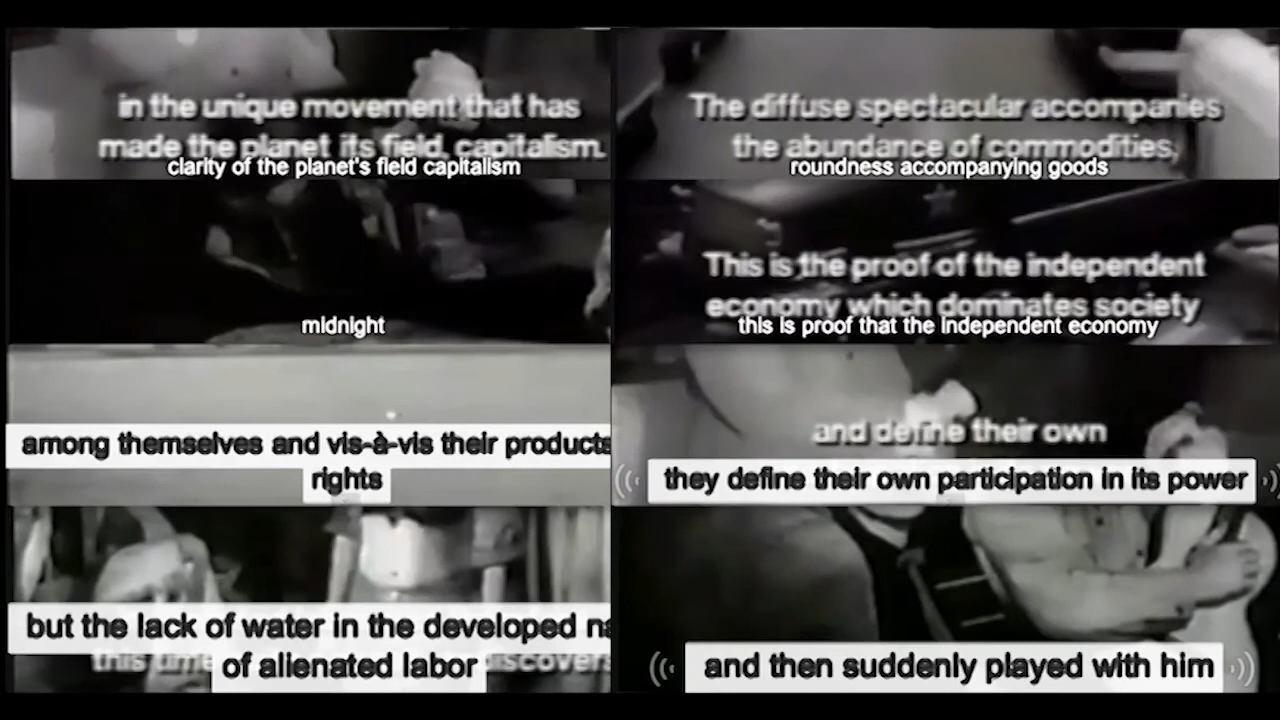 in the unique movement that has
made the planet its field, capitalism.
clarity of the planet's field capitalism
The diffuse spectacular accompanies
the abundance of commodities,
roundness accompanying goods
midnight
This is the proof of the independent
economy which dominates society
this is proof that the independent economy
among themselves and vis-à-vis their products
rights
and define their own
they define their own participation in its power
but the lack of water in the developed na
this time discovers
of alienated labor
and then suddenly played with him